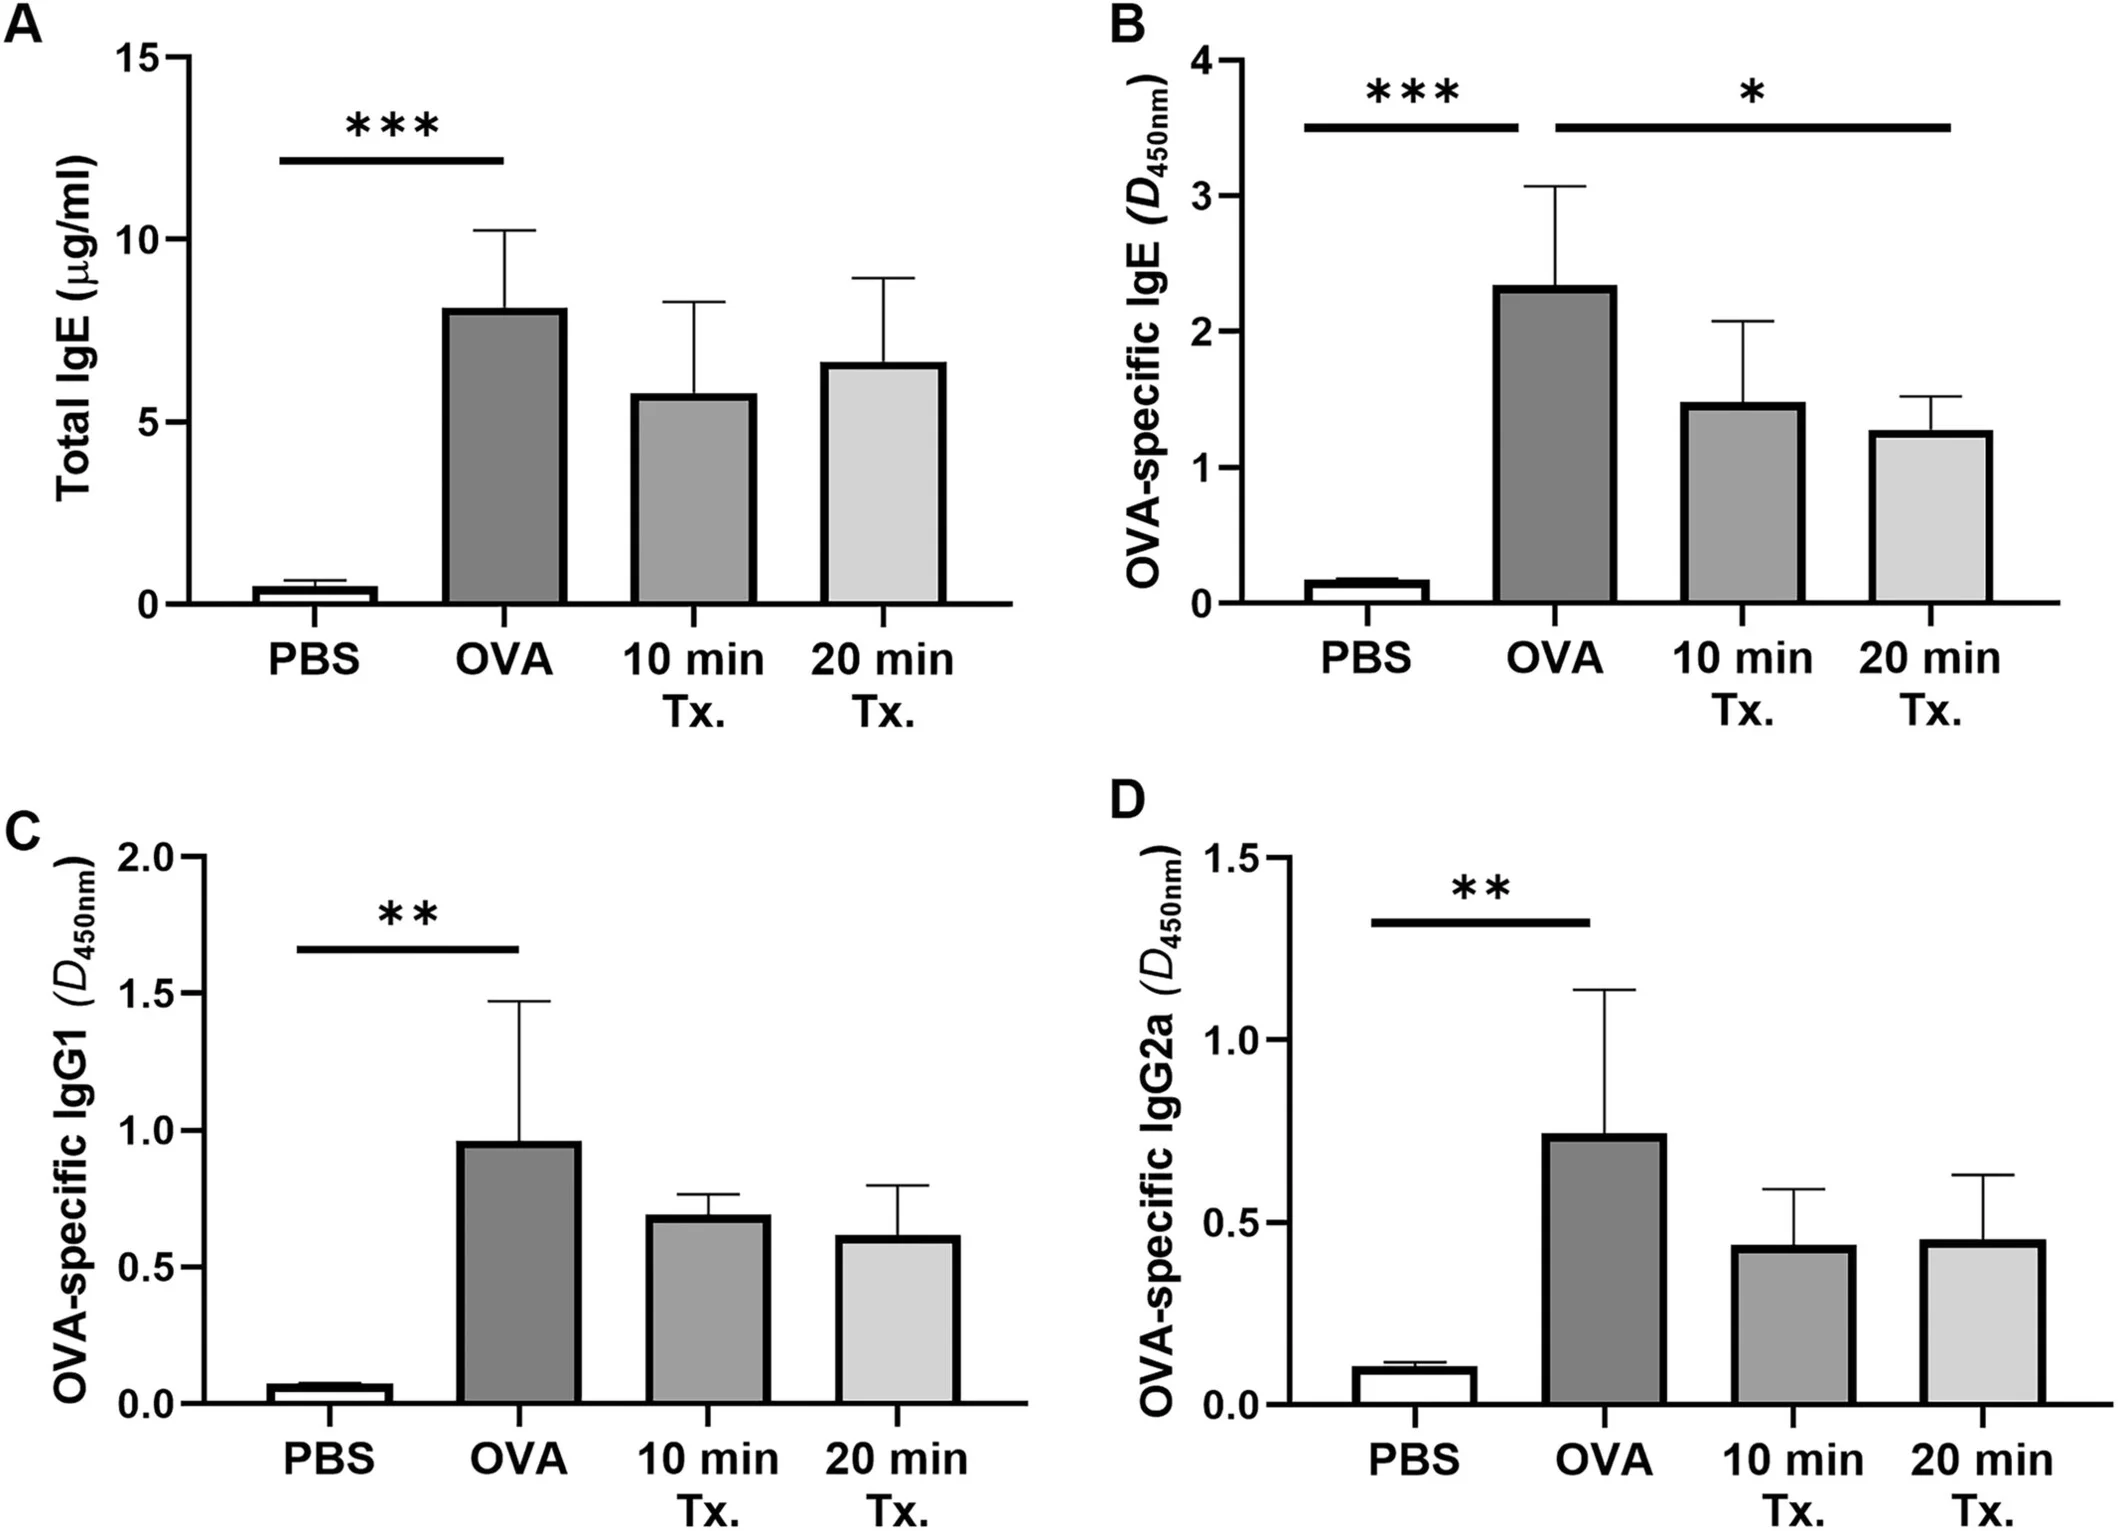 A
Total IgE (μg/ml)
15
10
5
0
***
PBS
OVA
10 min
Tx.
20 min
Tx.
B
OVA-specific IgE (D450nm)
4
3
2
1
0
***
*
PBS
OVA
10 min
Tx.
20 min
Tx.
C
OVA-specific IgG1 (D450nm)
2.0
1.5
1.0
0.5
0.0
**
PBS
OVA
10 min
Tx.
20 min
Tx.
D
OVA-specific IgG2a (D450nm)
1.5
1.0
0.5
0.0
**
PBS
OVA
10 min
Tx.
20 min
Tx.